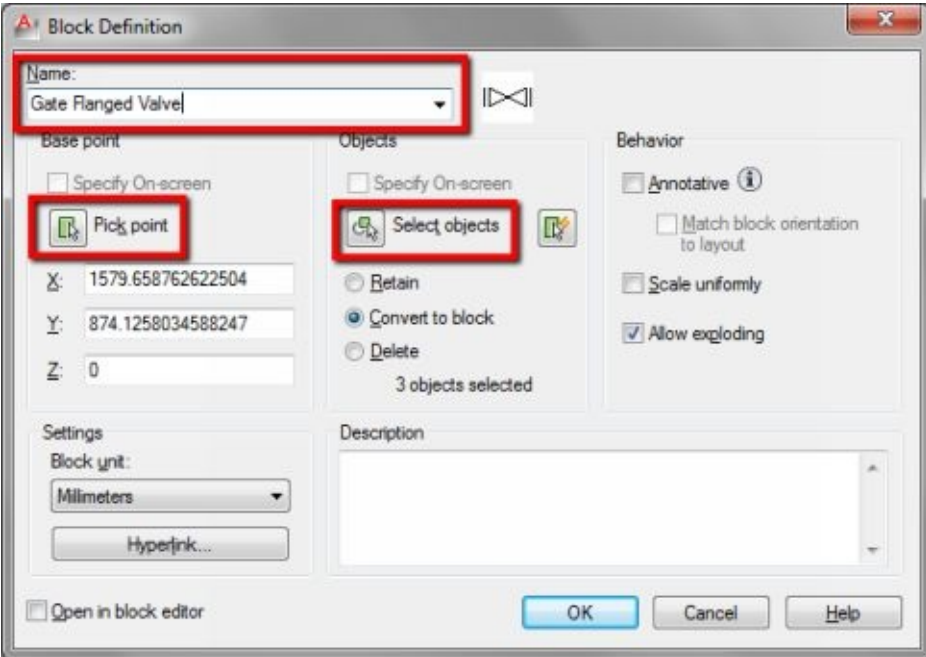 Block Definition
Name:
Gate Flanged Valve
Base point
Specify On-screen
Pick point
X: 1579.658762622504
Y: 874.1258034588247
Z: 0
Objects
Specify On-screen
Select objects
Retain
Convert to block
Delete
3 objects selected
Behavior
Annotative
Match block orientation
to layout
Scale uniformly
Allow exploding
Settings
Block unit:
Millimeters
Hyperlink...
Description
Open in block editor
OK
Cancel
Help